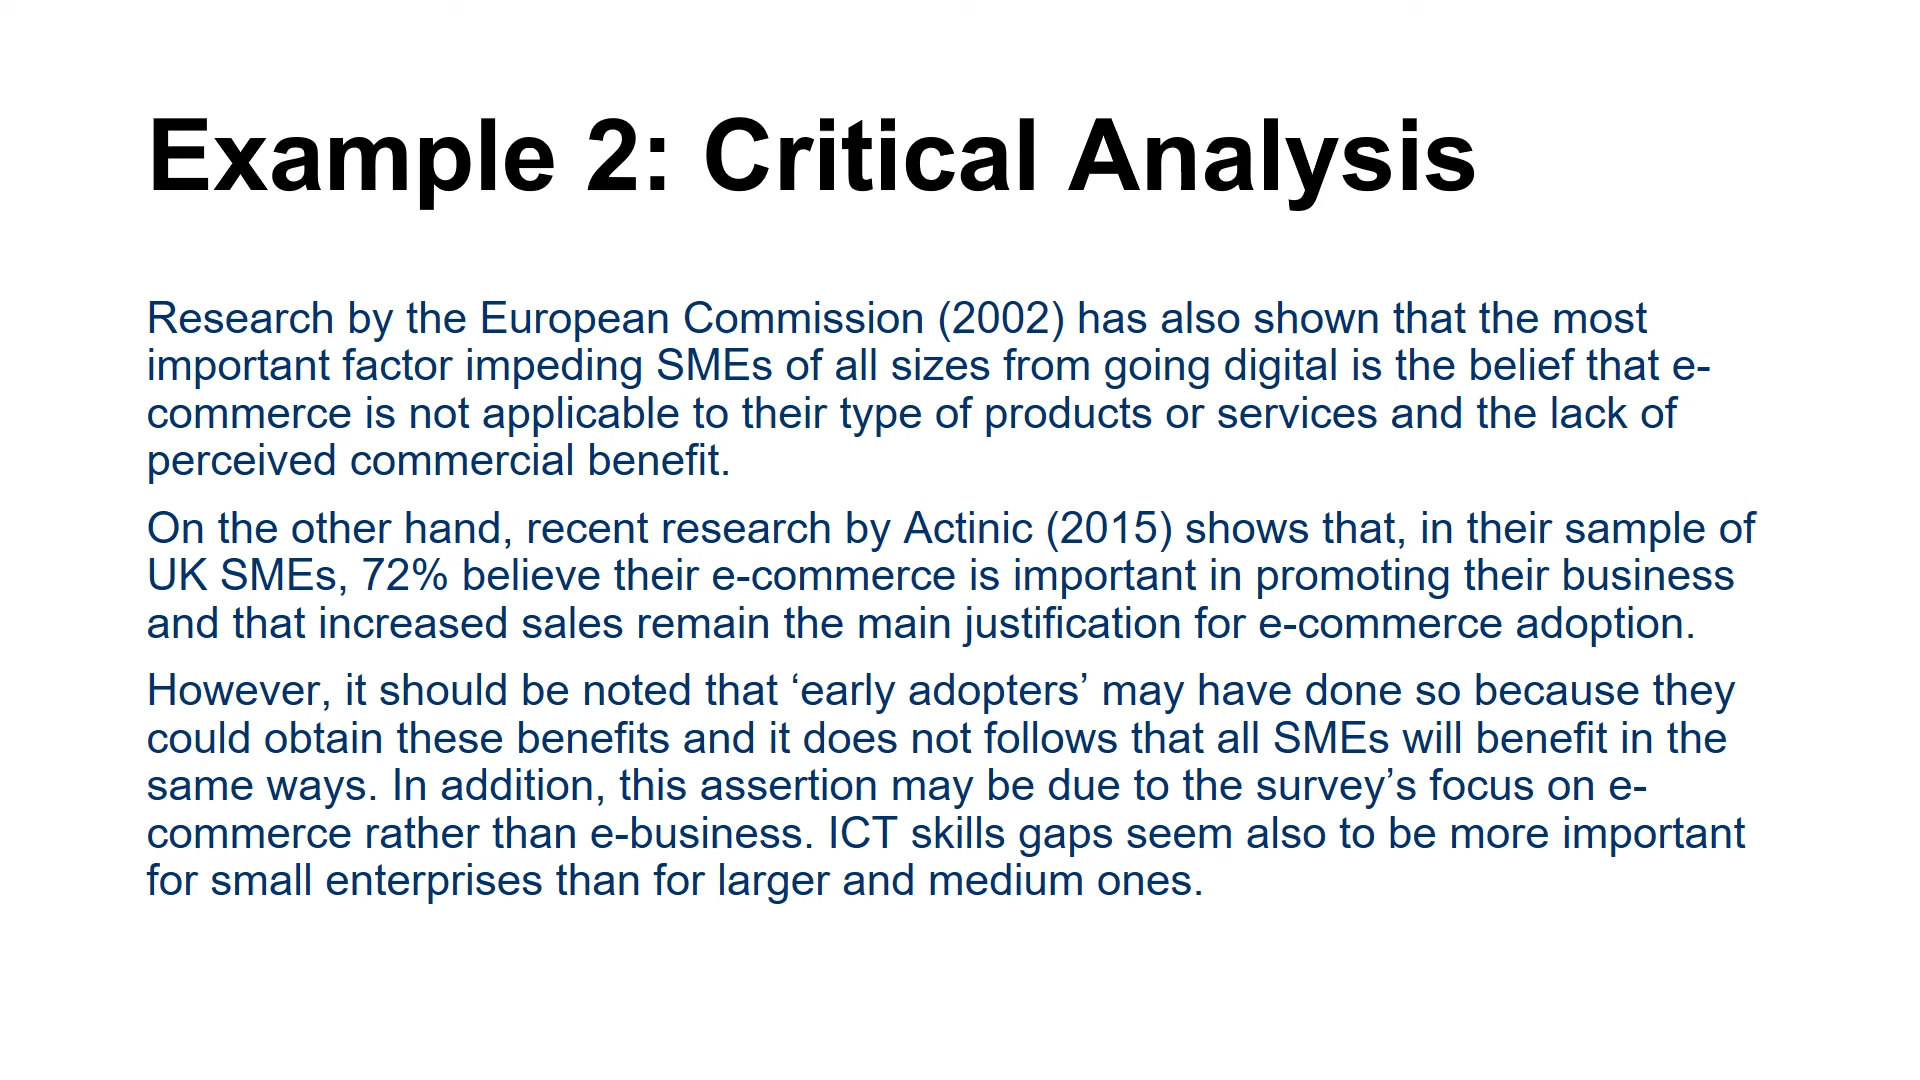 Example 2: Critical Analysis
Research by the European Commission (2002) has also shown that the most
important factor impeding SMEs of all sizes from going digital is the belief that e-
commerce is not applicable to their type of products or services and the lack of
perceived commercial benefit.
On the other hand, recent research by Actinic (2015) shows that, in their sample of
UK SMEs, 72% believe their e-commerce is important in promoting their business
and that increased sales remain the main justification for e-commerce adoption.
However, it should be noted that ‘early adopters’ may have done so because they
could obtain these benefits and it does not follows that all SMEs will benefit in the
same ways. In addition, this assertion may be due to the survey’s focus on e-
commerce rather than e-business. ICT skills gaps seem also to be more important
for small enterprises than for larger and medium ones.